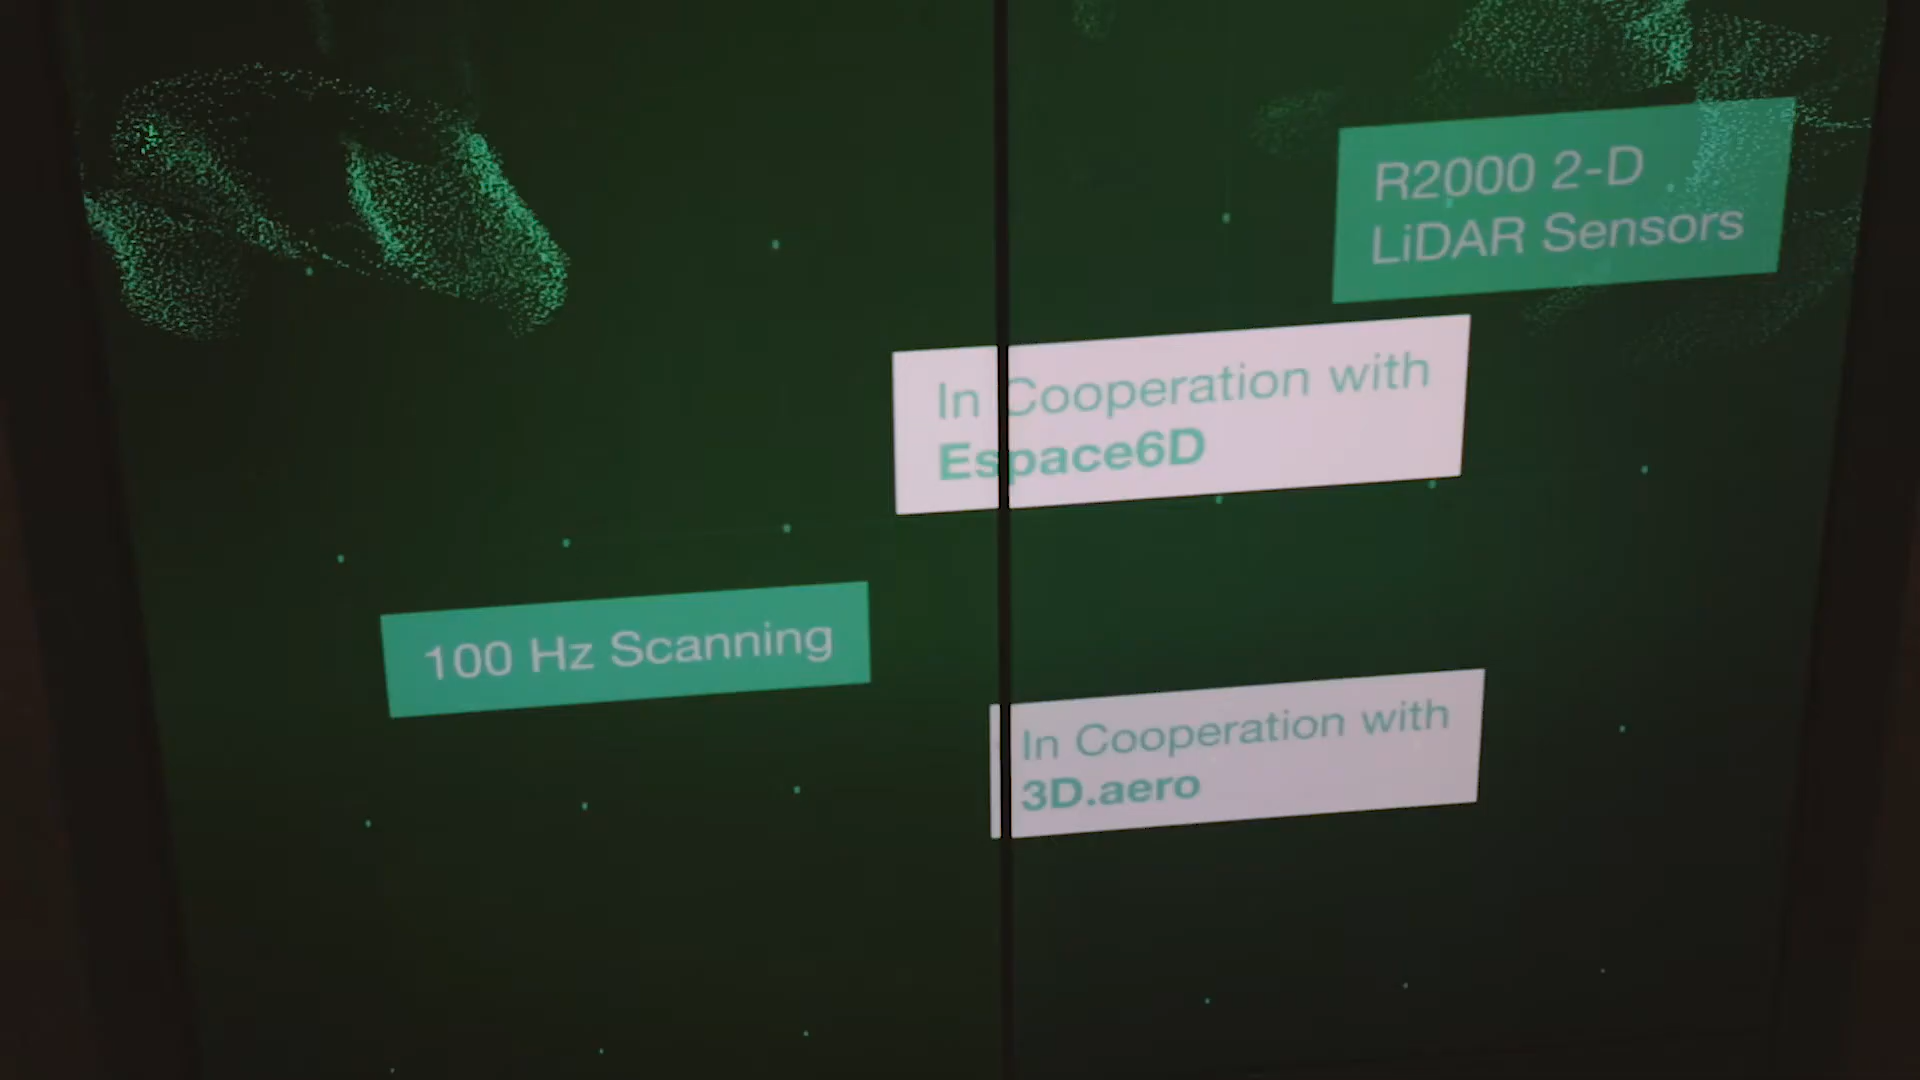 R2000 2-D
LiDAR Sensors
In Cooperation with
Espace6D
100 Hz Scanning
In Cooperation with
3D.aero